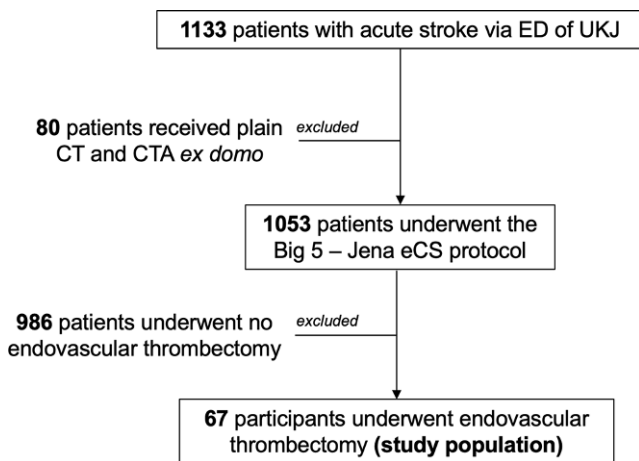 1133 patients with acute stroke via ED of UKJ
80 patients received plain
CT and CTA ex domo
excluded
1053 patients underwent the
Big 5 – Jena eCS protocol
986 patients underwent no
endovascular thrombectomy
excluded
67 participants underwent endovascular
thrombectomy (study population)